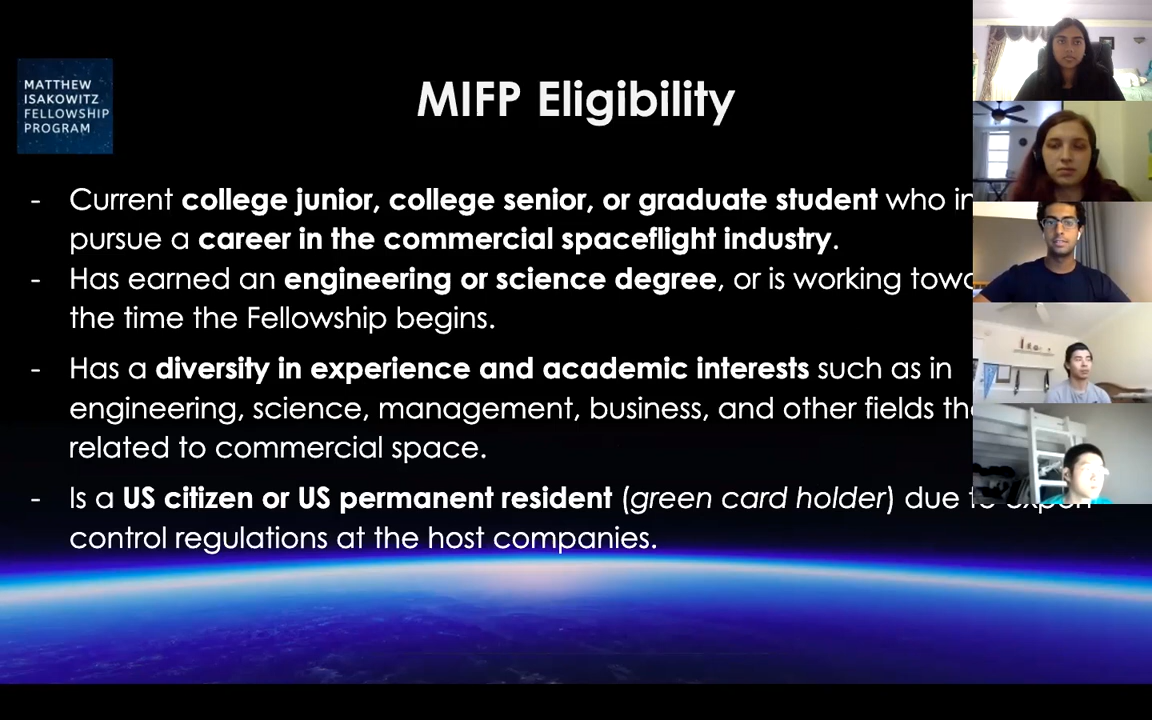 MATTHEW
ISAKOWITZ
FELLOWSHIP
PROGRAM
MIFP Eligibility
- Current college junior, college senior, or graduate student who
pursue a career in the commercial spaceflight industry.
- Has earned an engineering or science degree, or is working
the time the Fellowship begins.
- Has a diversity in experience and academic interests such as in
engineering, science, management, business, and other fields
related to commercial space.
- Is a US citizen or US permanent resident (green card holder) due
control regulations at the host companies.